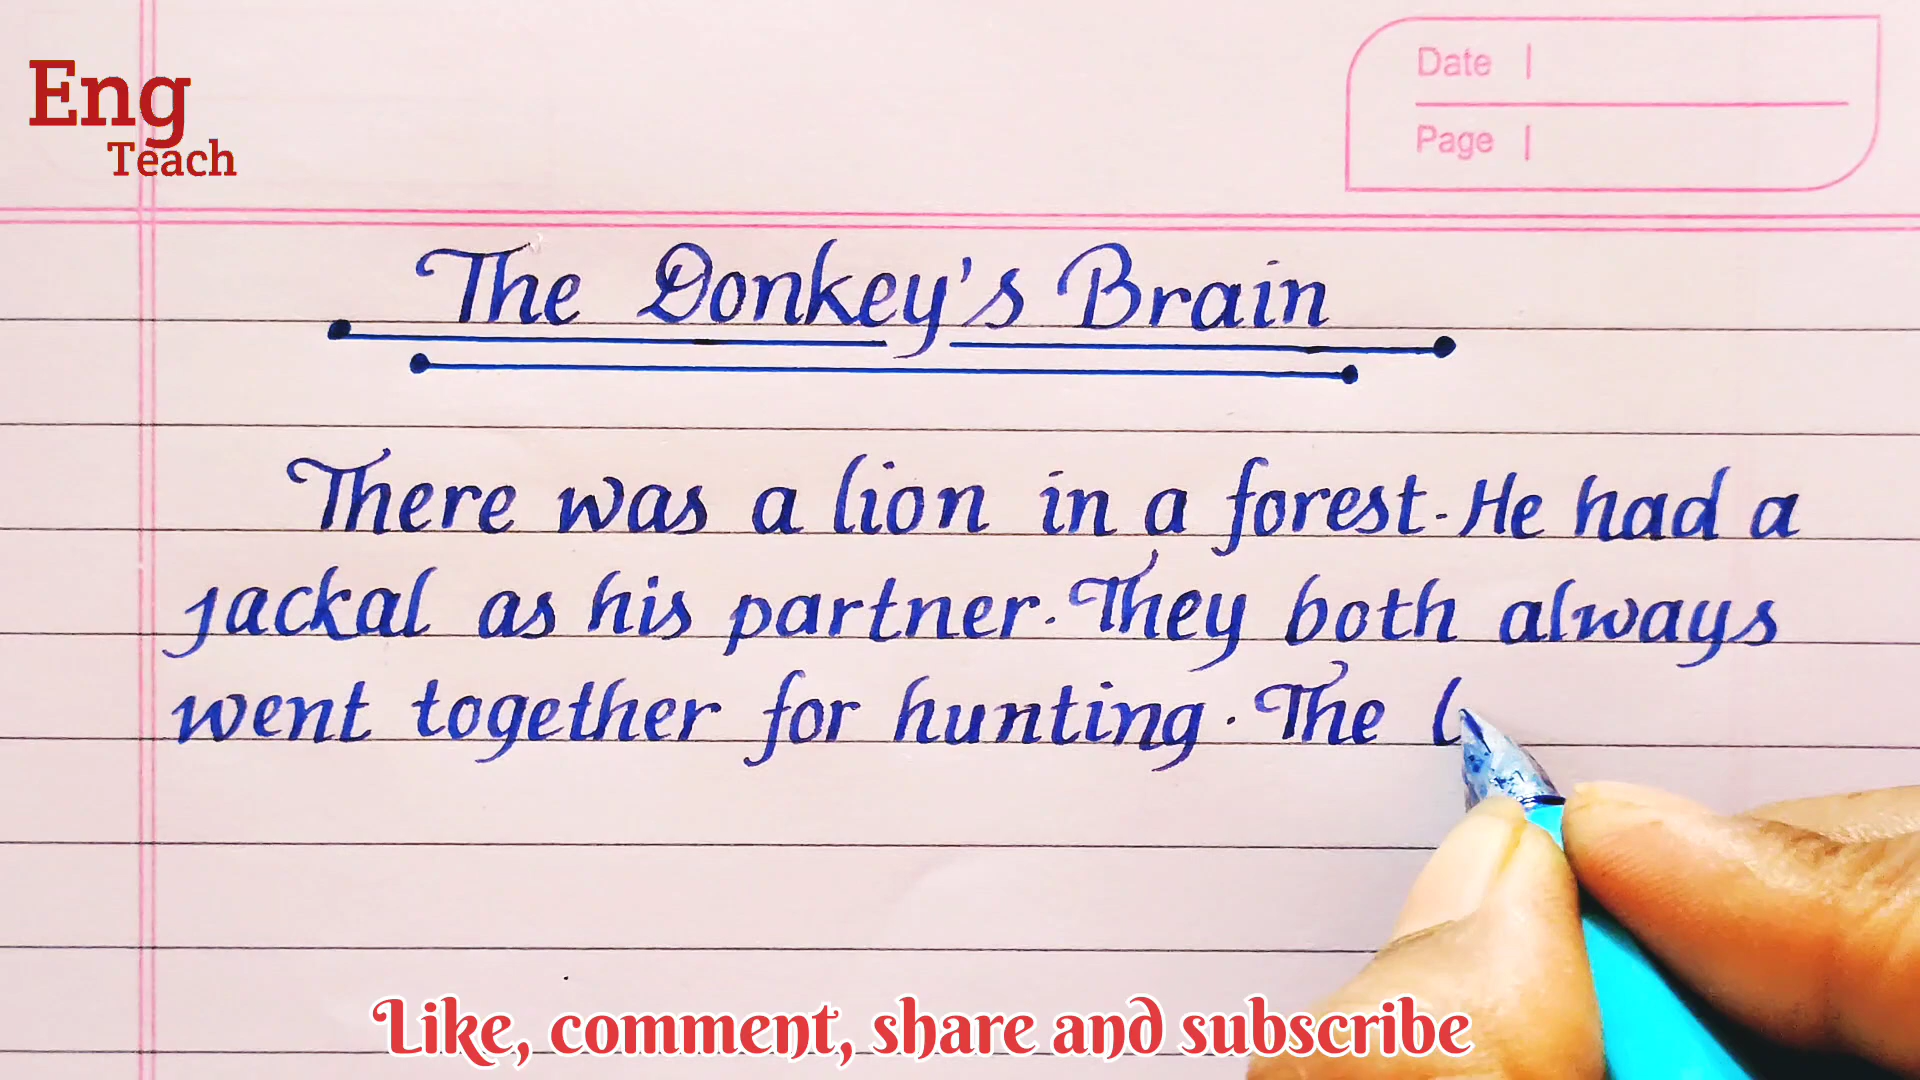 Eng
Teach
Date |
Page |
The Donkey's Brain
There was a lion in a forest. He had a
jackal as his partner. They both always
went together for hunting. The l
Like, comment, share and subscribe